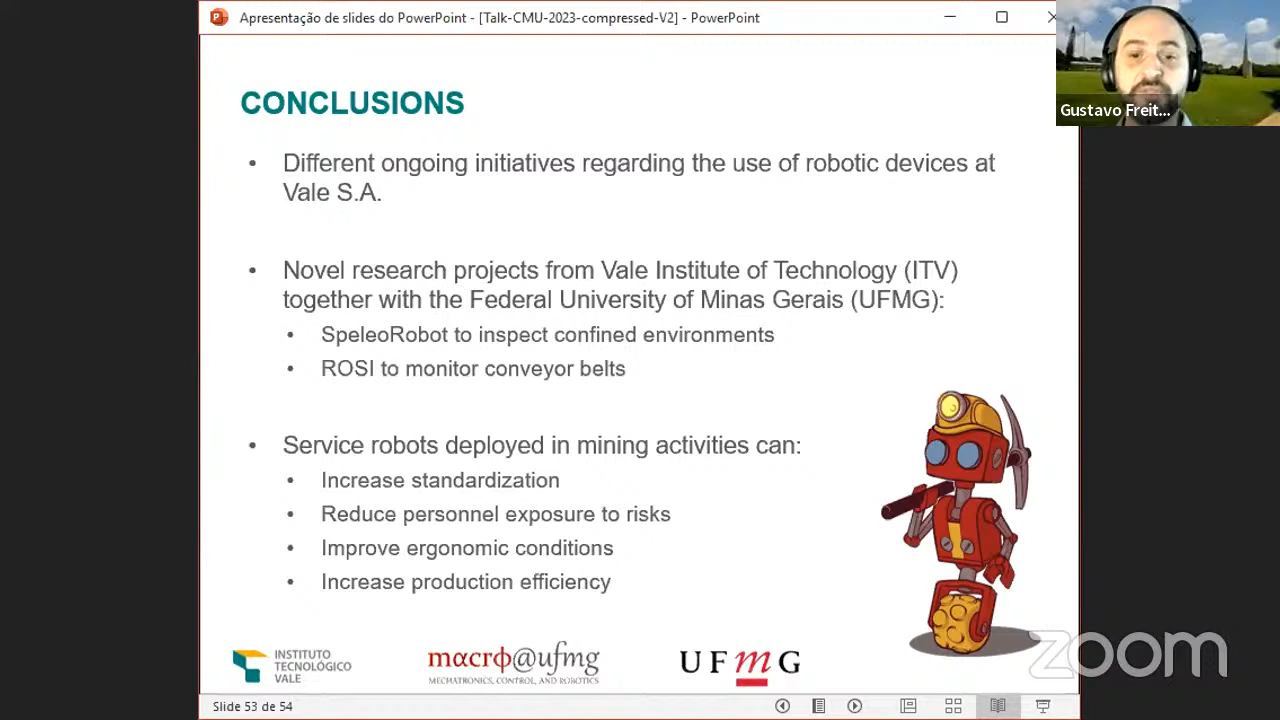 Apresentação de slides do PowerPoint - [Talk-CMU-2023-compressed-V2] - PowerPoint
Gustavo Freit...
CONCLUSIONS
• Different ongoing initiatives regarding the use of robotic devices at
Vale S.A.
• Novel research projects from Vale Institute of Technology (ITV)
together with the Federal University of Minas Gerais (UFMG):
• SpeleoRobot to inspect confined environments
• ROSI to monitor conveyor belts
• Service robots deployed in mining activities can:
• Increase standardization
• Reduce personnel exposure to risks
• Improve ergonomic conditions
• Increase production efficiency
INSTITUTO
TECNOLÓGICO
VALE
mαcrφ@ufmg
MECHATRONICS, CONTROL, AND ROBOTICS
UFmG
zoom
Slide 53 de 54